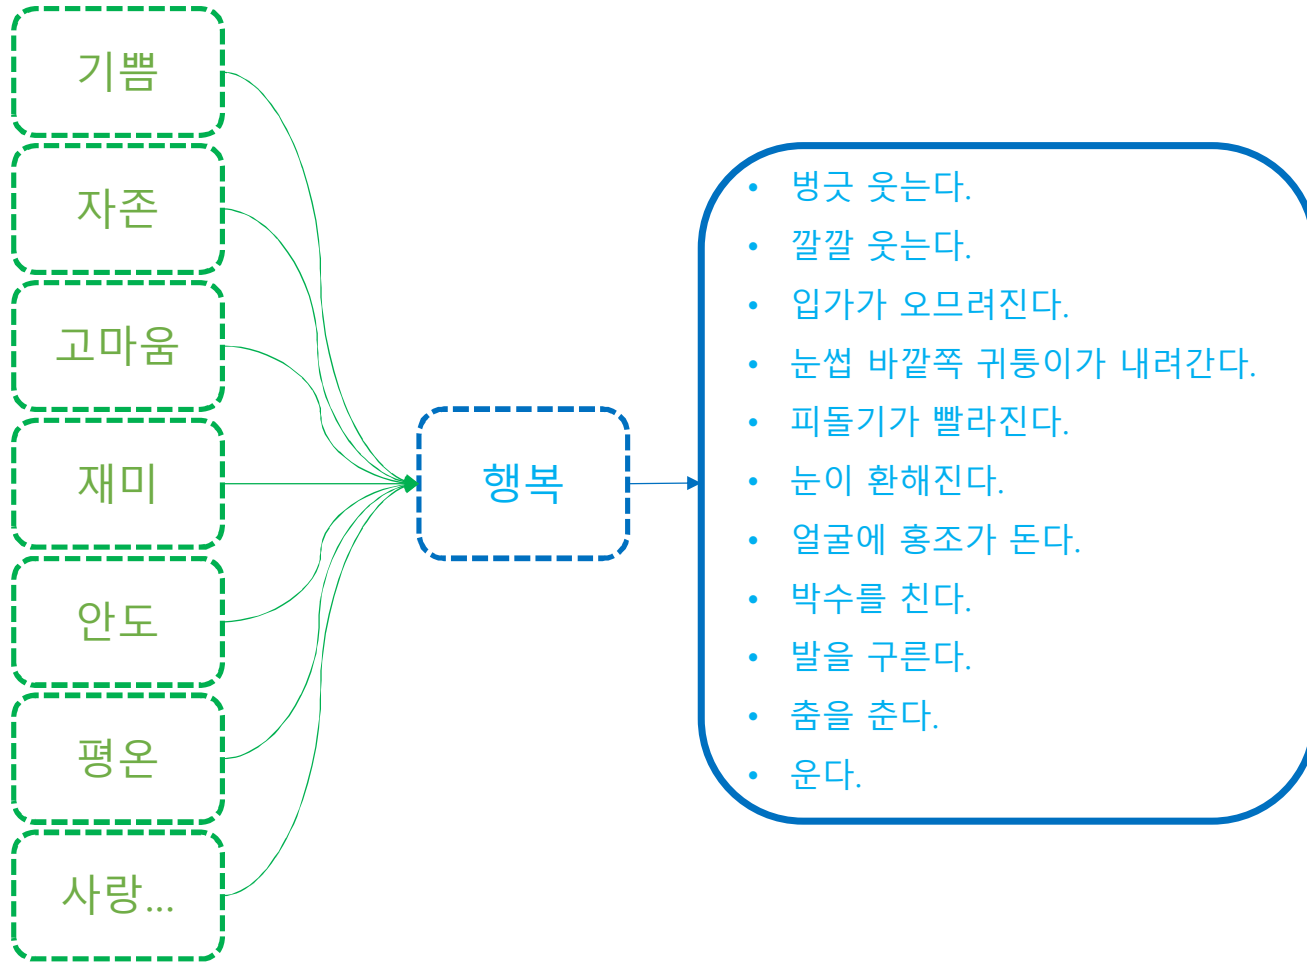 기쁨
자존
고마움
재미
안도
평온
사랑...
행복
• 벙긋 웃는다.
• 깔깔 웃는다.
• 입가가 오므려진다.
• 눈썹 바깥쪽 귀퉁이가 내려간다.
• 피돌기가 빨라진다.
• 눈이 환해진다.
• 얼굴에 홍조가 돈다.
• 박수를 친다.
• 발을 구른다.
• 춤을 춘다.
• 운다.